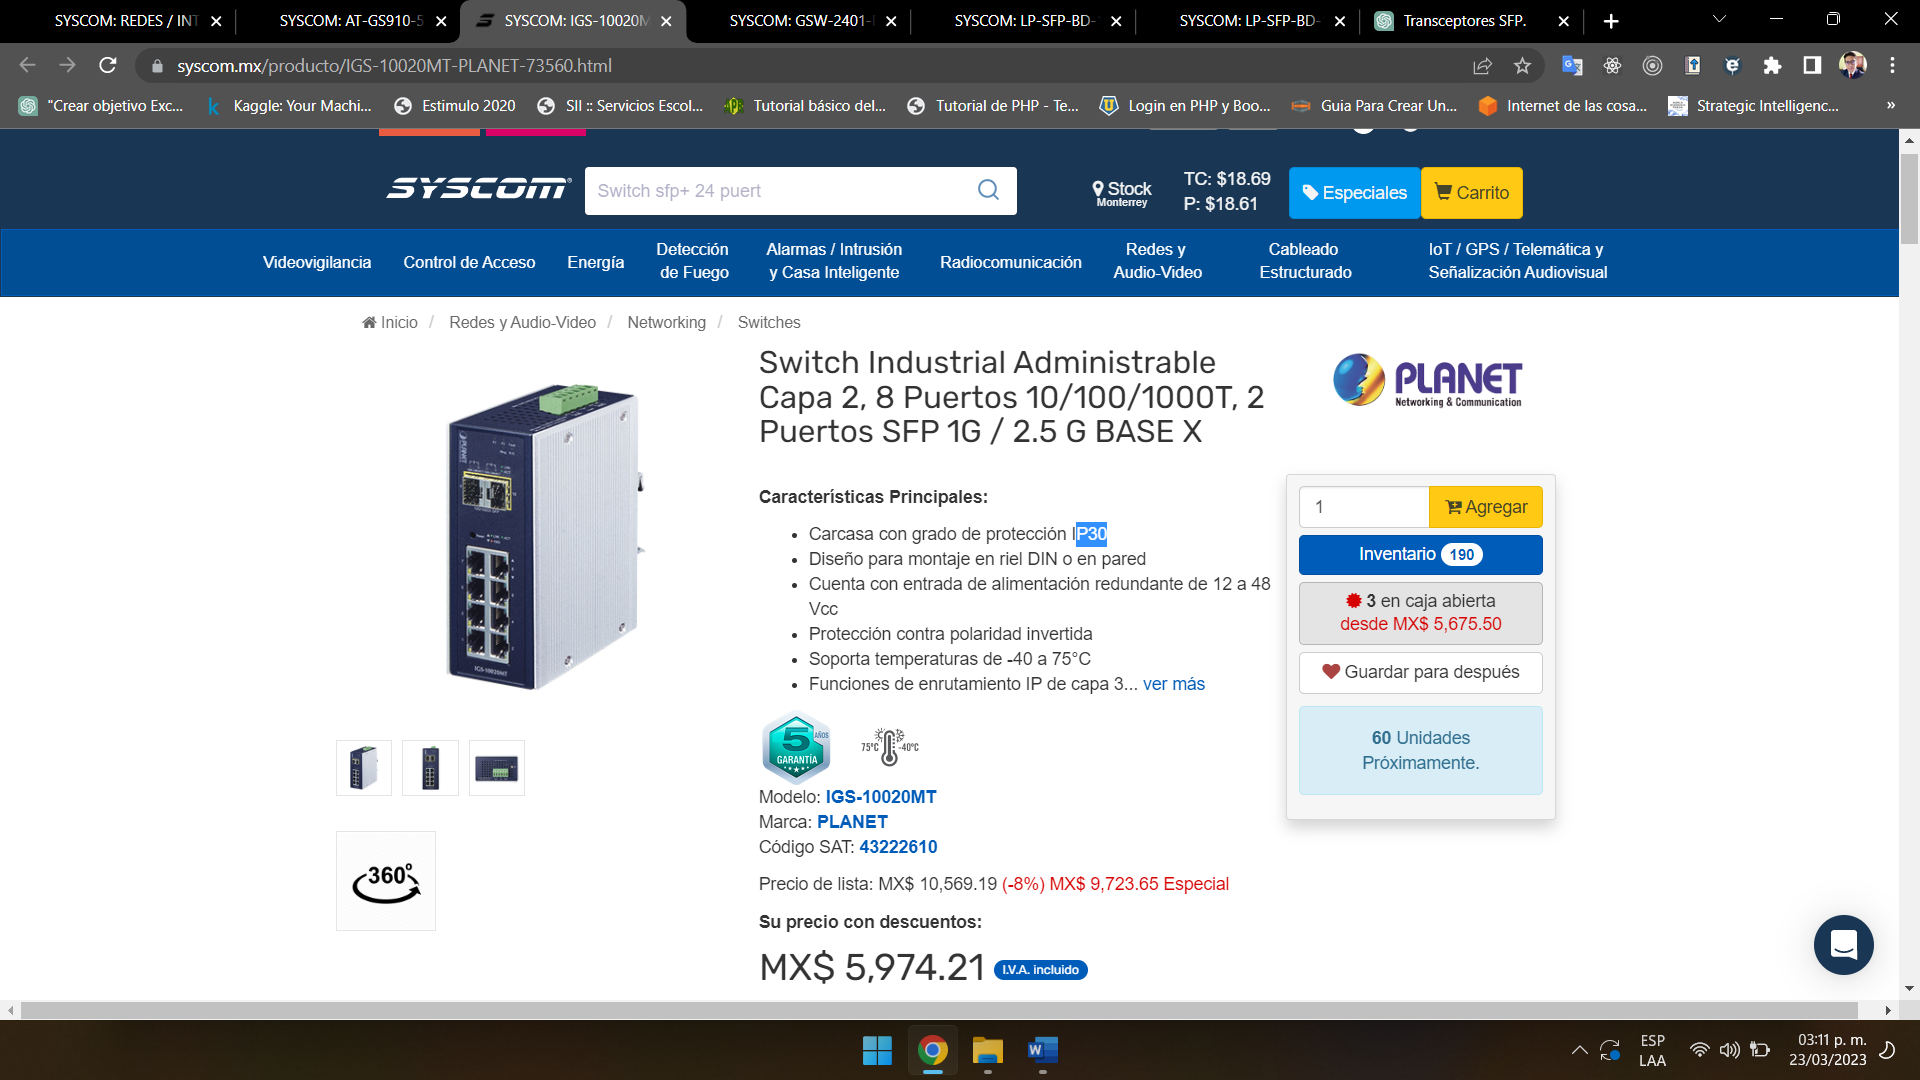 SYSCOM: REDES / INT
SYSCOM: AT-GS910-5
SYSCOM: IGS-10020M
SYSCOM: GSW-2401-
SYSCOM: LP-SFP-BD-
SYSCOM: LP-SFP-BD-
Transceptores SFP.
syscom.mx/producto/IGS-10020MT-PLANET-73560.html
"Crear objetivo Exc...
Kaggle: Your Machi...
Estimulo 2020
SII :: Servicios Escol...
Tutorial básico del...
Tutorial de PHP - Te...
Login en PHP y Boo...
Guia Para Crear Un...
Internet de las cosa...
Strategic Intelligenc...
»
SYSCOM
Switch sfp+ 24 puert
Stock
Monterrey
TC: $18.69
P: $18.61
Especiales
Carrito
Videovigilancia
Control de Acceso
Energía
Detección
de Fuego
Alarmas / Intrusión
y Casa Inteligente
Radiocomunicación
Redes y
Audio-Video
Cableado
Estructurado
IoT / GPS / Telemática y
Señalización Audiovisual
Inicio / Redes y Audio-Video / Networking / Switches
Switch Industrial Administrable
Capa 2, 8 Puertos 10/100/1000T, 2
Puertos SFP 1G / 2.5 G BASE X
PLANET
Networking & Communication
Características Principales:
• Carcasa con grado de protección IP30
• Diseño para montaje en riel DIN o en pared
• Cuenta con entrada de alimentación redundante de 12 a 48
Vcc
• Protección contra polaridad invertida
• Soporta temperaturas de -40 a 75°C
• Funciones de enrutamiento IP de capa 3... ver más
1
Agregar
Inventario 190
3 en caja abierta
desde MX$ 5,675.50
Guardar para después
60 Unidades
Próximamente.
PLANET
IGS-10020MT
5 AÑOS
GARANTÍA
75°C -40°C
360°
Modelo: IGS-10020MT
Marca: PLANET
Código SAT: 43222610
Precio de lista: MX$ 10,569.19 (-8%) MX$ 9,723.65 Especial
Su precio con descuentos:
MX$ 5,974.21 I.V.A. incluido
ESP
LAA
03:11 p. m.
23/03/2023